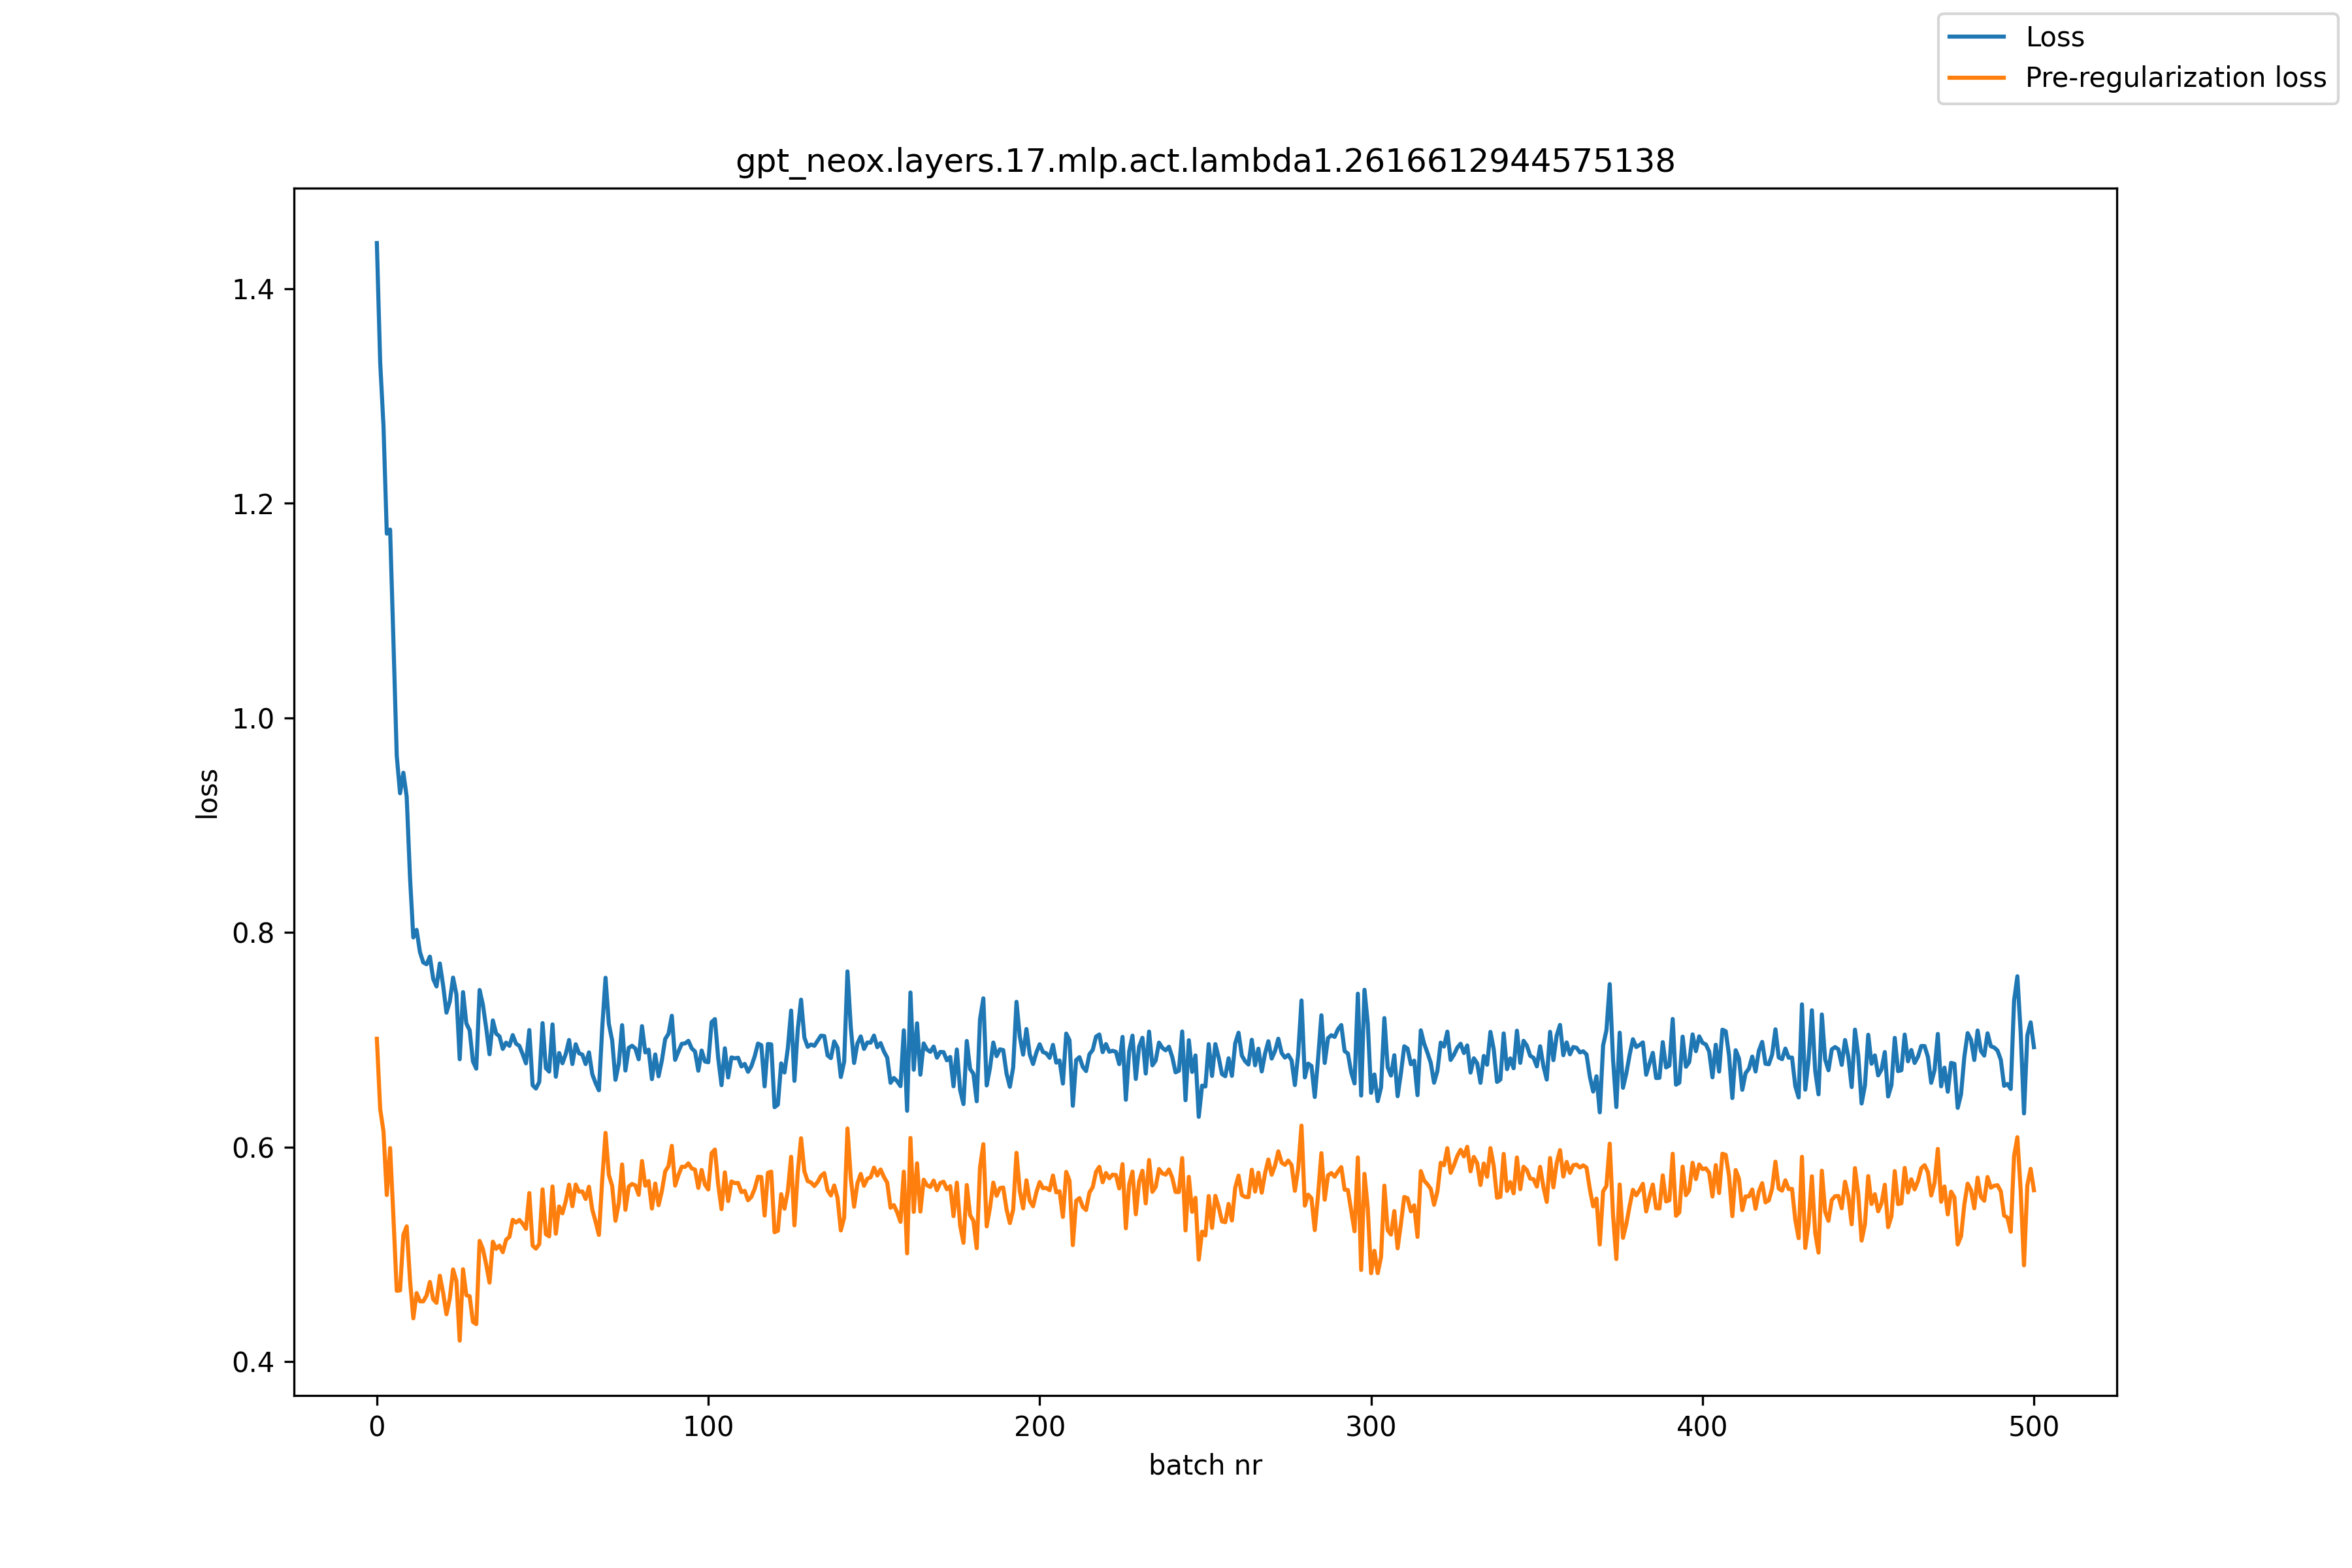 Loss
Pre-regularization loss
gpt_neox.layers.17.mlp.act.lambda1.2616612944575138
1.4
1.2
1.0
0.8
0.6
0.4
loss
0
100
200
300
400
500
batch nr